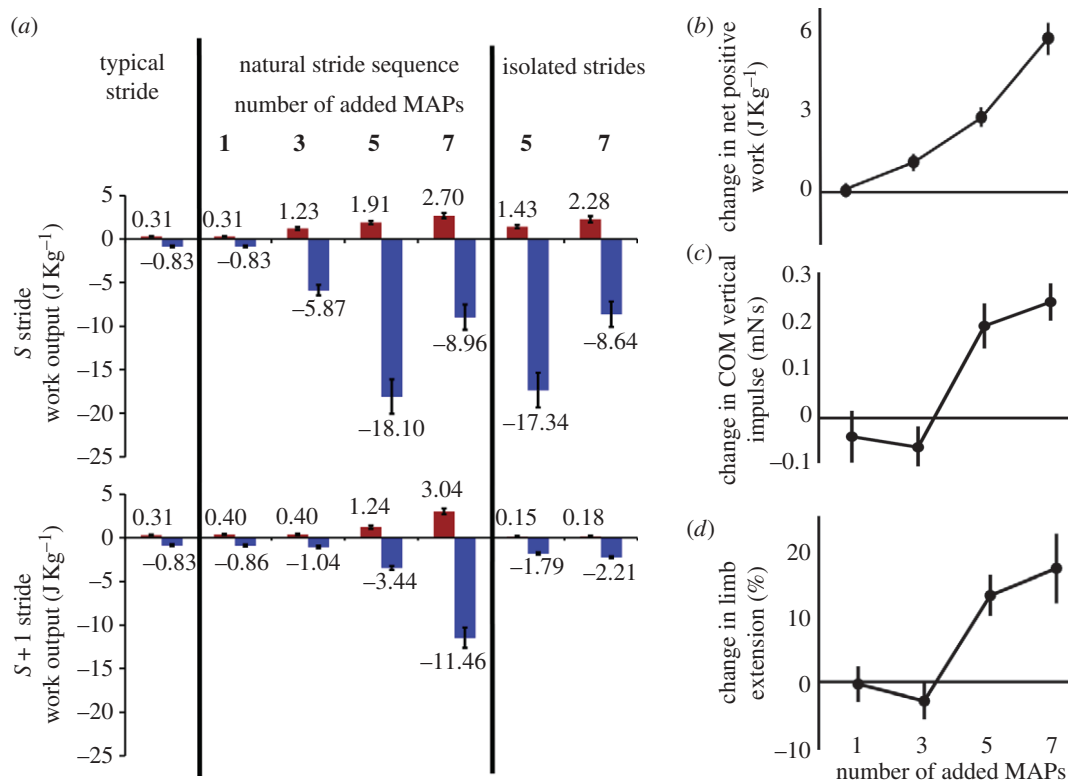 (a)
typical
stride
natural stride sequence
number of added MAPs
isolated strides
1 3 5 7 5 7
S stride
work output (J Kg–1)
5
0
–5
–10
–15
–20
–25
0.31 0.31 1.23 1.91 2.70 1.43 2.28
–0.83 –0.83 –5.87 –18.10 –8.96 –17.34 –8.64
S + 1 stride
work output (J Kg–1)
5
0
–5
–10
–15
–20
–25
0.31 0.40 0.40 1.24 3.04 0.15 0.18
–0.83 –0.86 –1.04 –3.44 –11.46 –1.79 –2.21
(b)
change in net positive
work (J Kg–1)
6
3
0
(c)
change in COM vertical
impulse (mN s)
0.3
0.2
0
–0.1
(d)
change in limb
extension (%)
20
10
0
–10
1 3 5 7
number of added MAPs